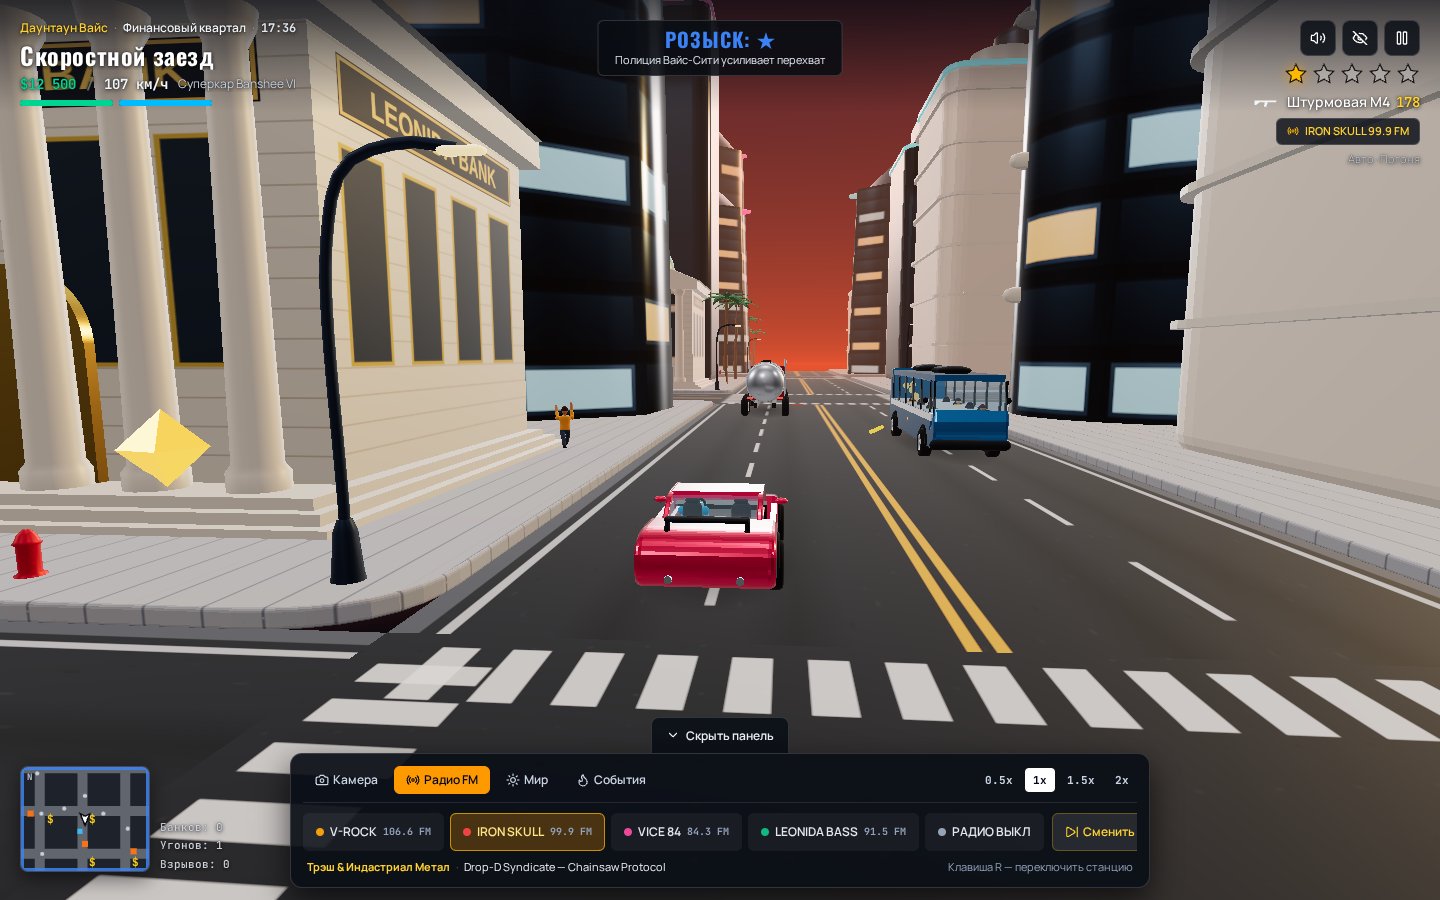 Даунтаун Вайс · Финансовый квартал · 17:36
Скоростной заезд
$12 500 / 107 км/ч Суперкар Banshee VI
РОЗЫСК: ★
Полиция Вайс-Сити усиливает перехват
Штурмовая М4 178
IRON SKULL 99.9 FM
Авто · Погоня
BANK
LEONIDA BANK
Скрыть панель
Камера
Радио FM
Мир
События
0.5x 1x 1.5x 2x
V-ROCK 106.6 FM
IRON SKULL 99.9 FM
VICE 84 84.3 FM
LEONIDA BASS 91.5 FM
РАДИО ВЫКЛ
Сменить
Трэш & Индастриал Метал · Drop-D Syndicate — Chainsaw Protocol
Клавиша R — переключить станцию
N
$ $
$ $
Банков: 0
Угонов: 1
Взрывов: 0